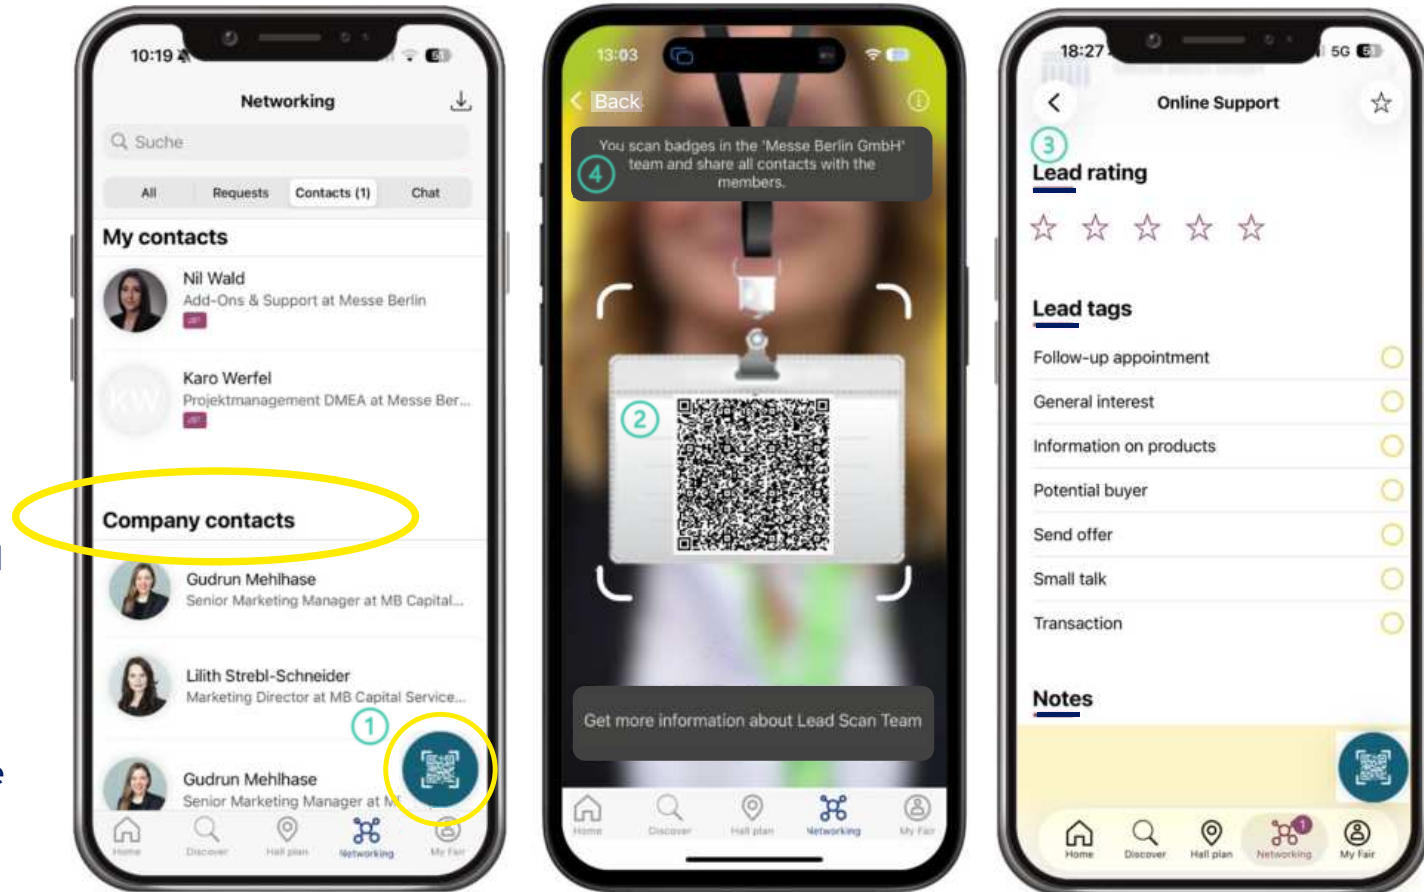 10:19
Networking
Suche
All
Requests
Contacts (1)
Chat
My contacts
Nil Wald
Add-Ons & Support at Messe Berlin
KW
Karo Werfel
Projektmanagement DMEA at Messe Ber...
Company contacts
Gudrun Mehlhase
Senior Marketing Manager at MB Capital...
Lilith Strebl-Schneider
Marketing Director at MB Capital Service...
1
Gudrun Mehlhase
Senior Marketing Manager at
Home
Discover
Hall plan
Networking
My Fair
13:03
Back
You scan badges in the 'Messe Berlin GmbH'
team and share all contacts with the
members.
4
2
Get more information about Lead Scan Team
Home
Discover
Hall plan
Networking
My Fair
18:27
5G
Online Support
3
Lead rating
Lead tags
Follow-up appointment
General interest
Information on products
Potential buyer
Send offer
Small talk
Transaction
Notes
Home
Discover
Hall plan
Networking
1
My Fair